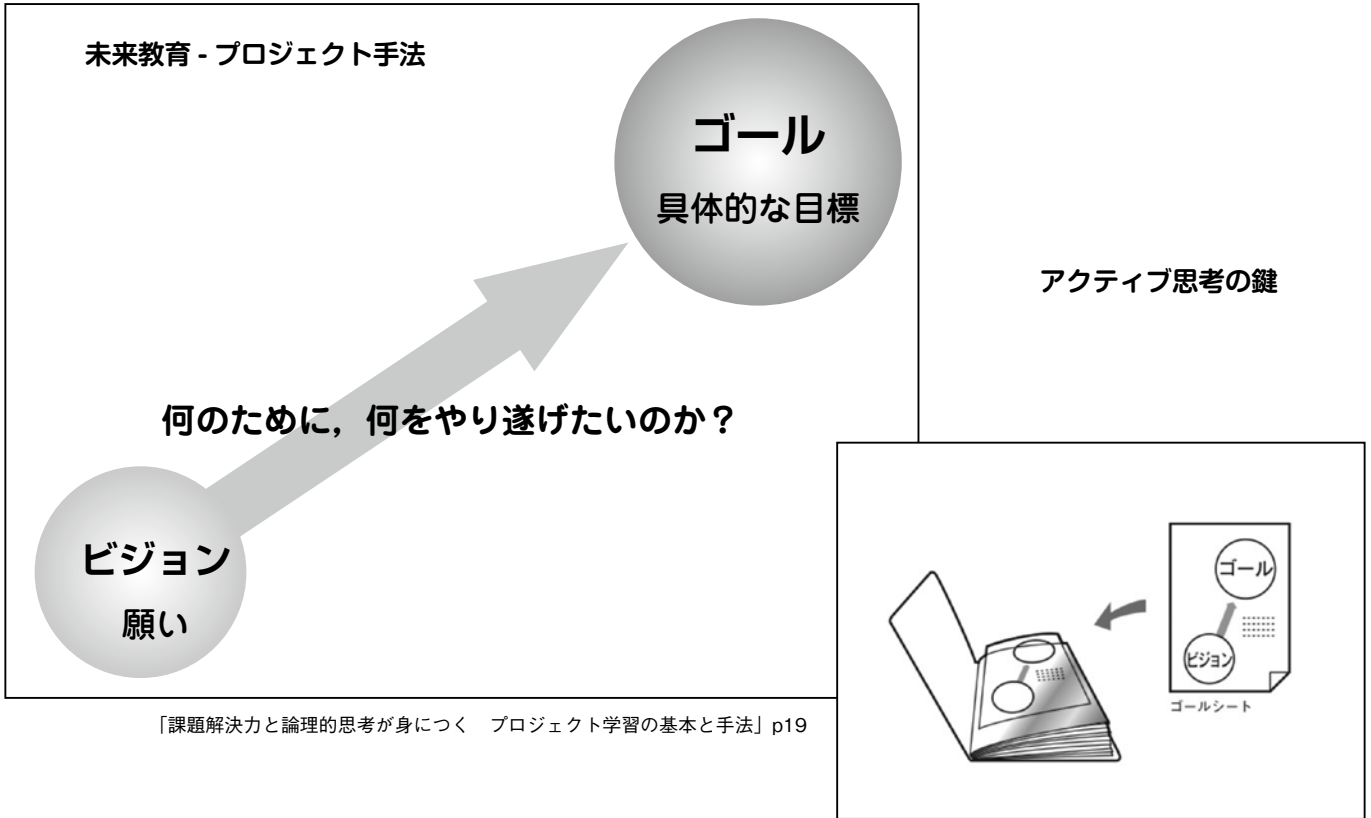 未来教育 - プロジェクト手法
ゴール
具体的な目標
アクティブ思考の鍵
何のために，何をやり遂げたいのか？
ビジョン
願い
ゴール
ビジョン
ゴールシート
「課題解決力と論理的思考が身につく　プロジェクト学習の基本と手法」p19